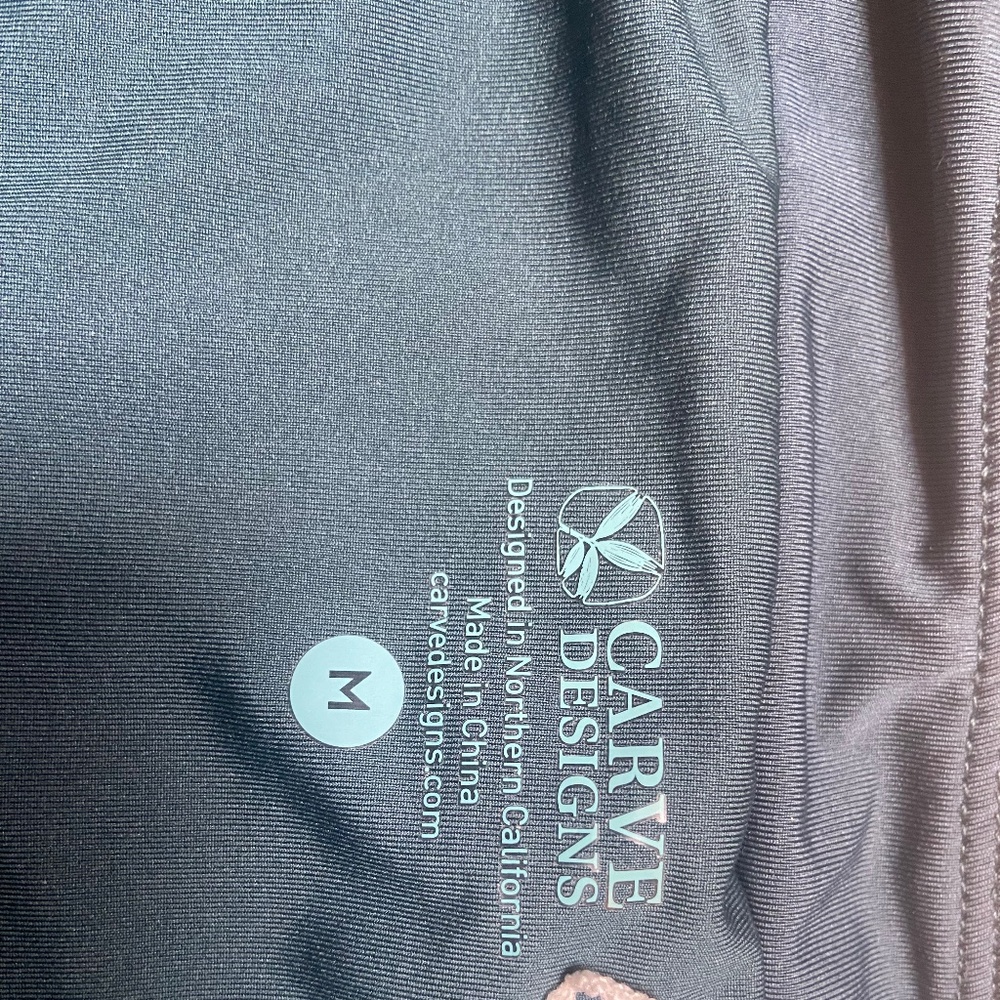 CARVE
DESIGNS
Designed in Northern California
Made in China
carvedesigns.com
M